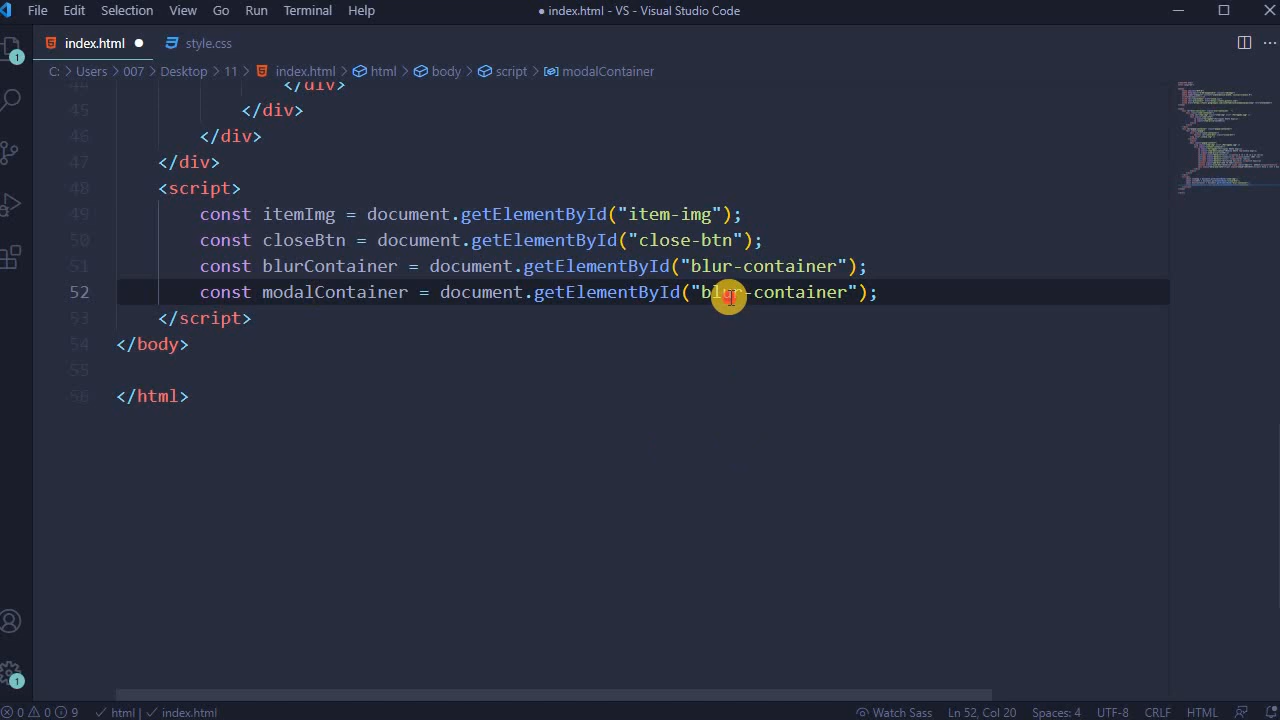 File Edit Selection View Go Run Terminal Help ● index.html - VS - Visual Studio Code
index.html ● style.css
C: > Users > 007 > Desktop > 11 > index.html > html > body > script > modalContainer
44 </div>
45 </div>
46 </div>
47 </div>
48 <script>
49 const itemImg = document.getElementById("item-img");
50 const closeBtn = document.getElementById("close-btn");
51 const blurContainer = document.getElementById("blur-container");
52 const modalContainer = document.getElementById("blur-container");
53 </script>
54 </body>
55
56 </html>
1
1
0 0 9 html index.html Watch Sass Ln 52, Col 20 Spaces: 4 UTF-8 CRLF HTML